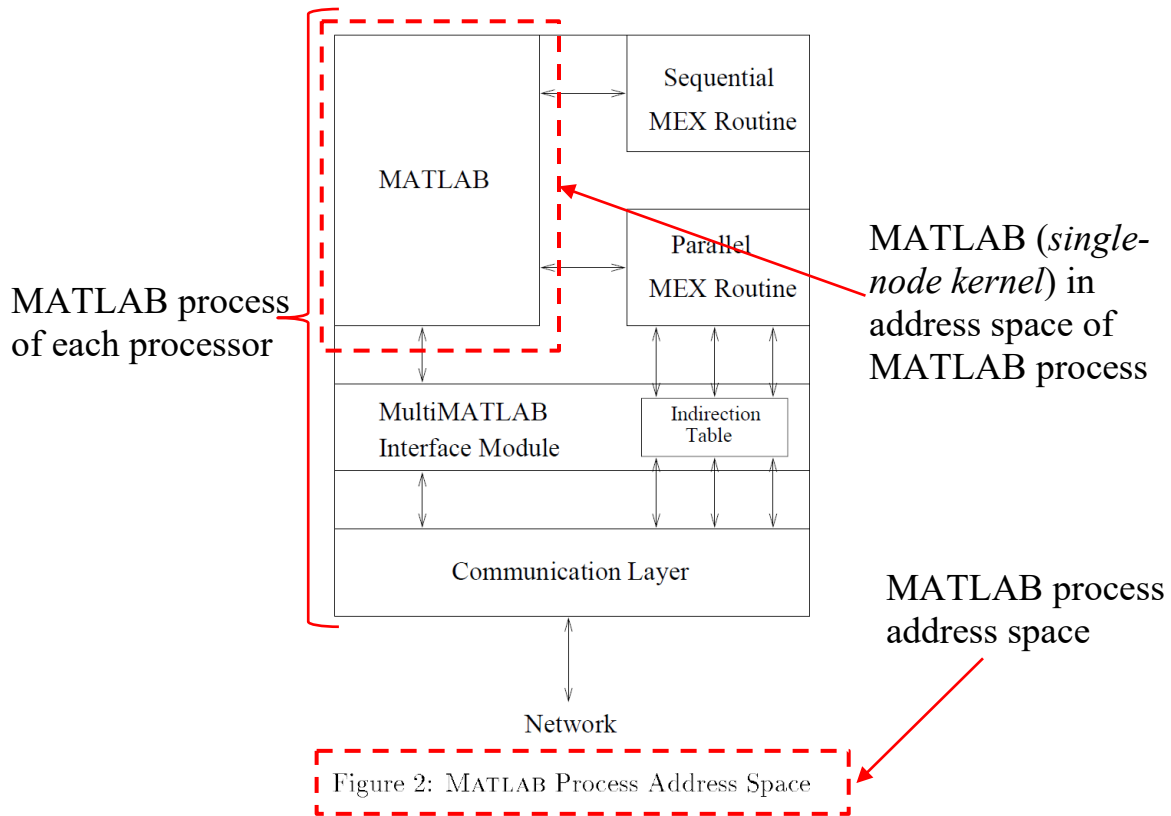 Sequential
MEX Routine
MATLAB
Parallel
MEX Routine
MATLAB (single-
node kernel) in
address space of
MATLAB process
MATLAB process
of each processor
MultiMATLAB
Interface Module
Indirection
Table
Communication Layer
MATLAB process
address space
Network
Figure 2: MATLAB Process Address Space